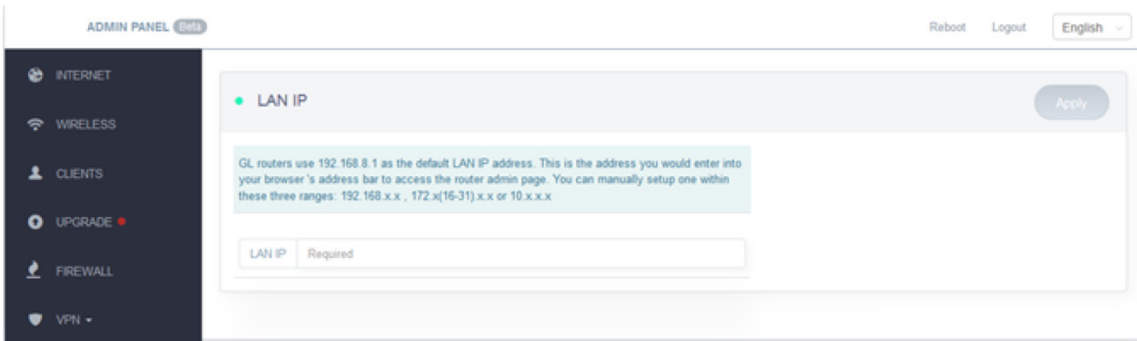 ADMIN PANEL Beta
Reboot Logout English
INTERNET
WIRELESS
CLIENTS
UPGRADE
FIREWALL
VPN
LAN IP
Apply
GL routers use 192.168.8.1 as the default LAN IP address. This is the address you would enter into
your browser 's address bar to access the router admin page. You can manually setup one within
these three ranges: 192.168.x.x , 172.x(16-31).x.x or 10.x.x.x
LAN IP Required